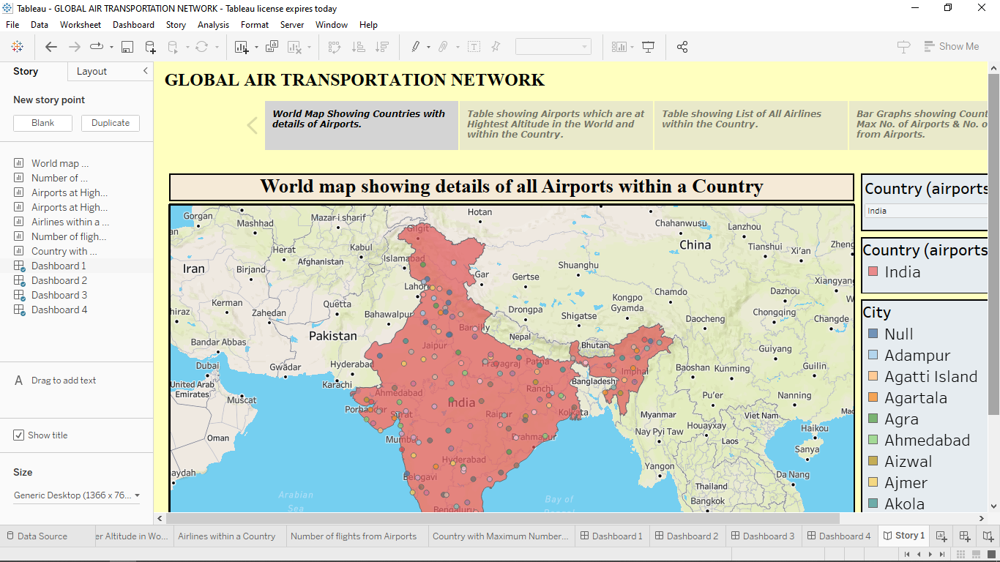 Tableau - GLOBAL AIR TRANSPORTATION NETWORK - Tableau license expires today
File Data Worksheet Dashboard Story Analysis Format Server Window Help
Show Me
Story Layout
New story point
Blank Duplicate
World map ...
Number of ...
Airports at High...
Airports at High...
Airlines within a ...
Number of fligh...
Country with ...
Dashboard 1
Dashboard 2
Dashboard 3
Dashboard 4
A Drag to add text
Show title
Size
Generic Desktop (1366 x 76...
GLOBAL AIR TRANSPORTATION NETWORK
World Map Showing Countries with
details of Airports.
Table showing Airports which are at
Hightest Altitude in the World and
within the Country.
Table showing List of All Airlines
within the Country.
Bar Graphs showing Count
Max No. of Airports & No. o
from Airports.
World map showing details of all Airports within a Country
Hotan
Gorgan
Mashhad
Mazar-i sharif
Chahanwusu
Lanzhou
Gilgit
an
Herat
Kabul
China
Tianshui
Xi'an
Zheng
Afghanistan
Islamabad
Iran
Birjand
Shuanghu
Gar
Gertse
Xiangyan
Lahor
Kerman
Quetta
Kongpo
Gyamda
Chamdo
Dazhou
W
hiraz
Zahedan
Bahawalpur
Drongpa
Shigatse
Daocheng
Chongqing
Changde
Pakistan
Bareilly
Nepal
Bandar Abbas
Jaipur
Bhutan
Guiyang
Dubai
Gwadar
Hyderabad
Prayagraj
Patna
Imphal
Baoshan
Kunming
Guilin
United Arab
Emirates
Karachi
Bangladesh
Muscat
Ahmedabad
Ranchi
Pu'er
Nanning
India
Porbandar
Surat
Raipur
Kolkata
Myanmar
Viet Nam
Mac
Oman
Mumbai
Brahmapur
Nay Pyi Taw
Houayxay
Haikou
Laos
Sanya
Hyderabad
aydah
Belagavi
Yangon
Da Nang
Thailand
Arabian
Sea
Bay of
Bengal
Bengaluru
Bangkok
Country (airports
India
Country (airports
India
City
Null
Adampur
Agatti Island
Agartala
Agra
Ahmedabad
Aizwal
Ajmer
Akola
Data Source er Altitude in Wo... Airlines within a Country Number of flights from Airports Country with Maximum Number... Dashboard 1 Dashboard 2 Dashboard 3 Dashboard 4 Story 1